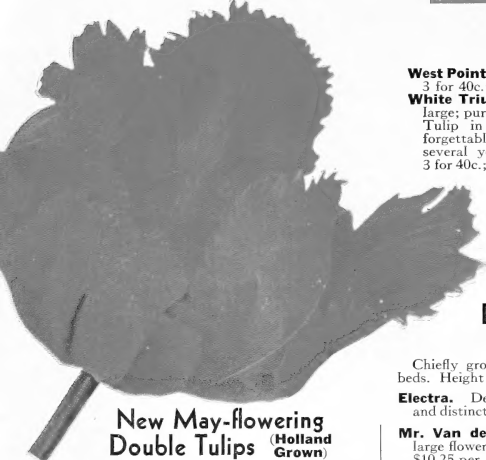 West Point
3 for 40c.
White Triu
large; pur
Tulip in
forgettabl
several y
3 for 40c.;
Chiefly gro
beds. Height
Electra. De
and distinct
Mr. Van de
large flower
$10.25 per
New May-flowering
Double Tulips (Holland
Grown)